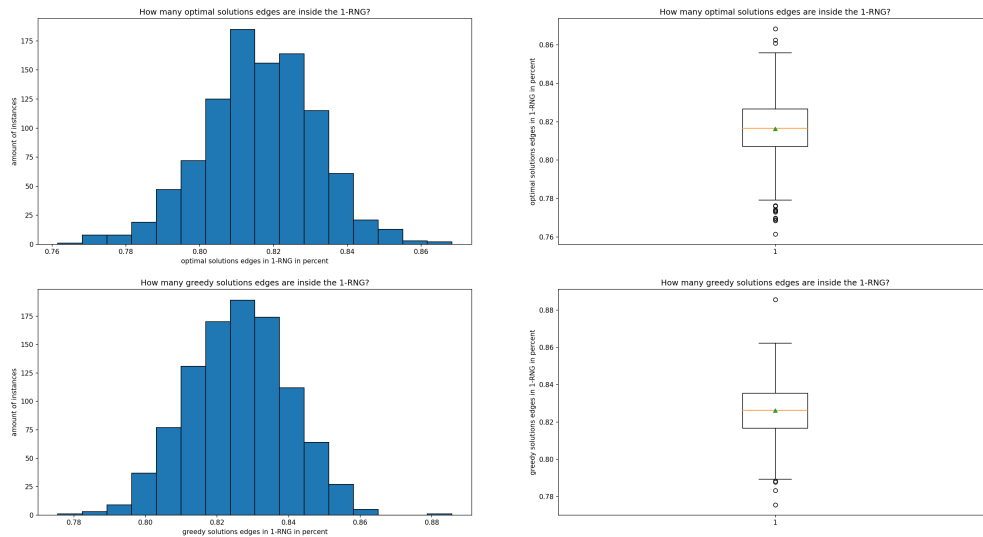 How many optimal solutions edges are inside the 1-RNG?
amount of instances
175
150
125
100
75
50
25
0
0.76 0.78 0.80 0.82 0.84 0.86
optimal solutions edges in 1-RNG in percent
How many optimal solutions edges are inside the 1-RNG?
optimal solutions edges in 1-RNG in percent
0.86
0.84
0.82
0.80
0.78
0.76
1
How many greedy solutions edges are inside the 1-RNG?
amount of instances
175
150
125
100
75
50
25
0
0.78 0.80 0.82 0.84 0.86 0.88
greedy solutions edges in 1-RNG in percent
How many greedy solutions edges are inside the 1-RNG?
greedy solutions edges in 1-RNG in percent
0.88
0.86
0.84
0.82
0.80
0.78
1